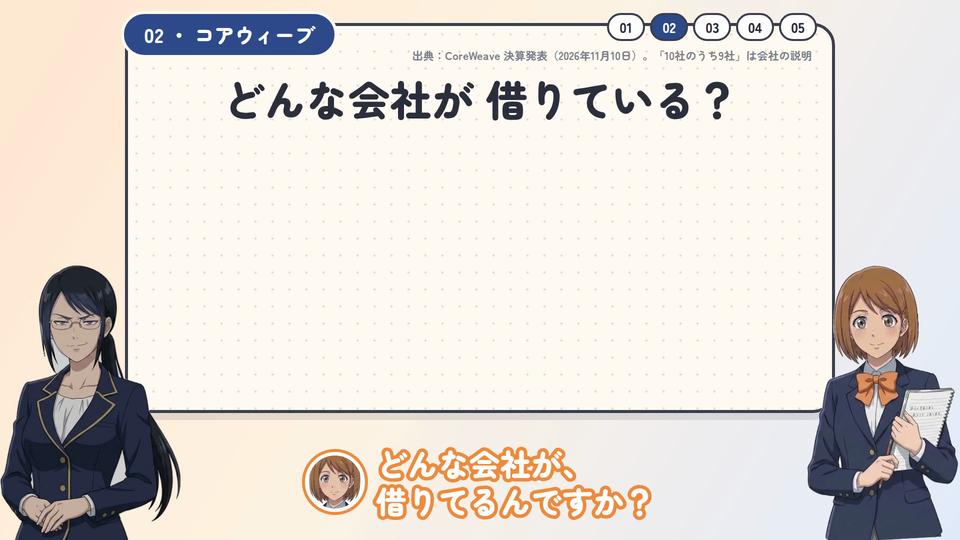 02 ・ コアウィーブ
01 02 03 04 05
出典：CoreWeave 決算発表（2026年11月10日）。「10社のうち9社」は会社の説明
どんな会社が 借りている？
どんな会社が、
借りてるんですか？